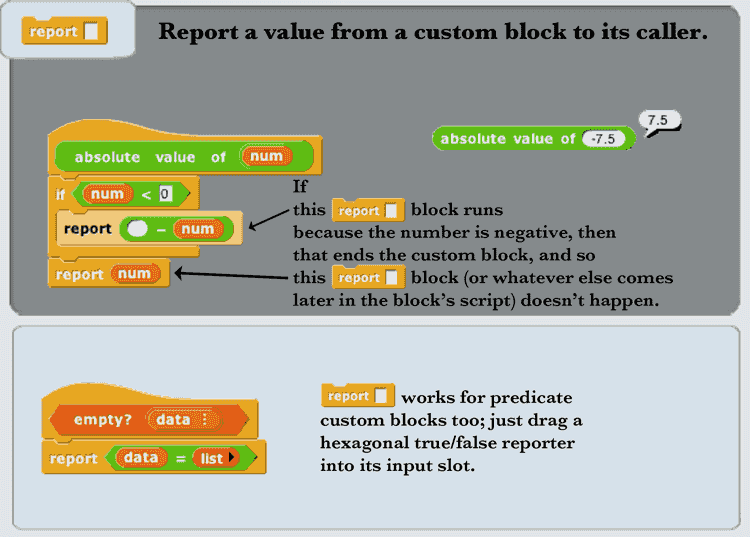 report
Report a value from a custom block to its caller.
7.5
absolute value of -7.5
absolute value of num
if num < 0
report - num
report num
If
this report block runs
because the number is negative, then
that ends the custom block, and so
this report block (or whatever else comes
later in the block's script) doesn't happen.
empty? data ⋮
report data = list
report works for predicate
custom blocks too; just drag a
hexagonal true/false reporter
into its input slot.